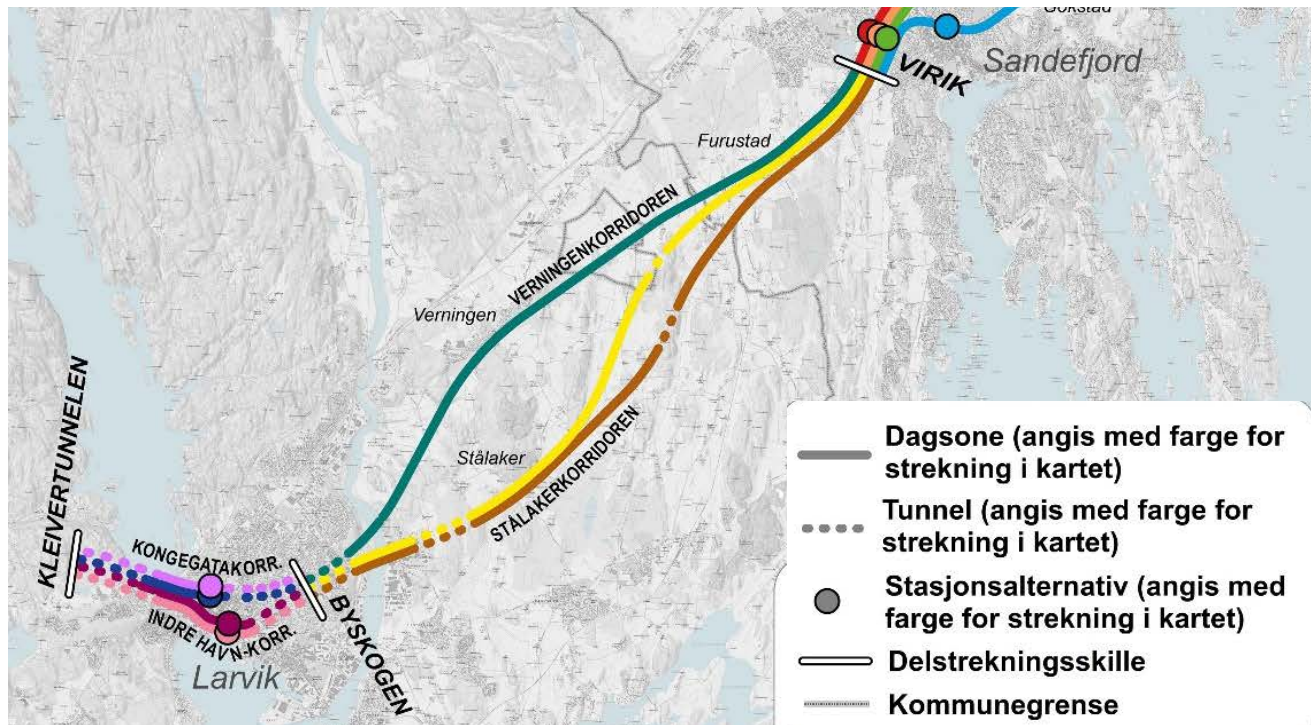 Gokstad
Sandefjord
VIRIK
Furustad
VERNINGENKORRIDOREN
Verningen
Stålaker
STÅLAKERKORRIDOREN
KLEIVERTUNNELEN
KONGEGATAKORR.
INDRE HAVN-KORR.
BYSKOGEN
Larvik
Dagsone (angis med farge for
strekning i kartet)
Tunnel (angis med farge for
strekning i kartet)
Stasjonsalternativ (angis med
farge for strekning i kartet)
Delstrekningsskille
Kommunegrense